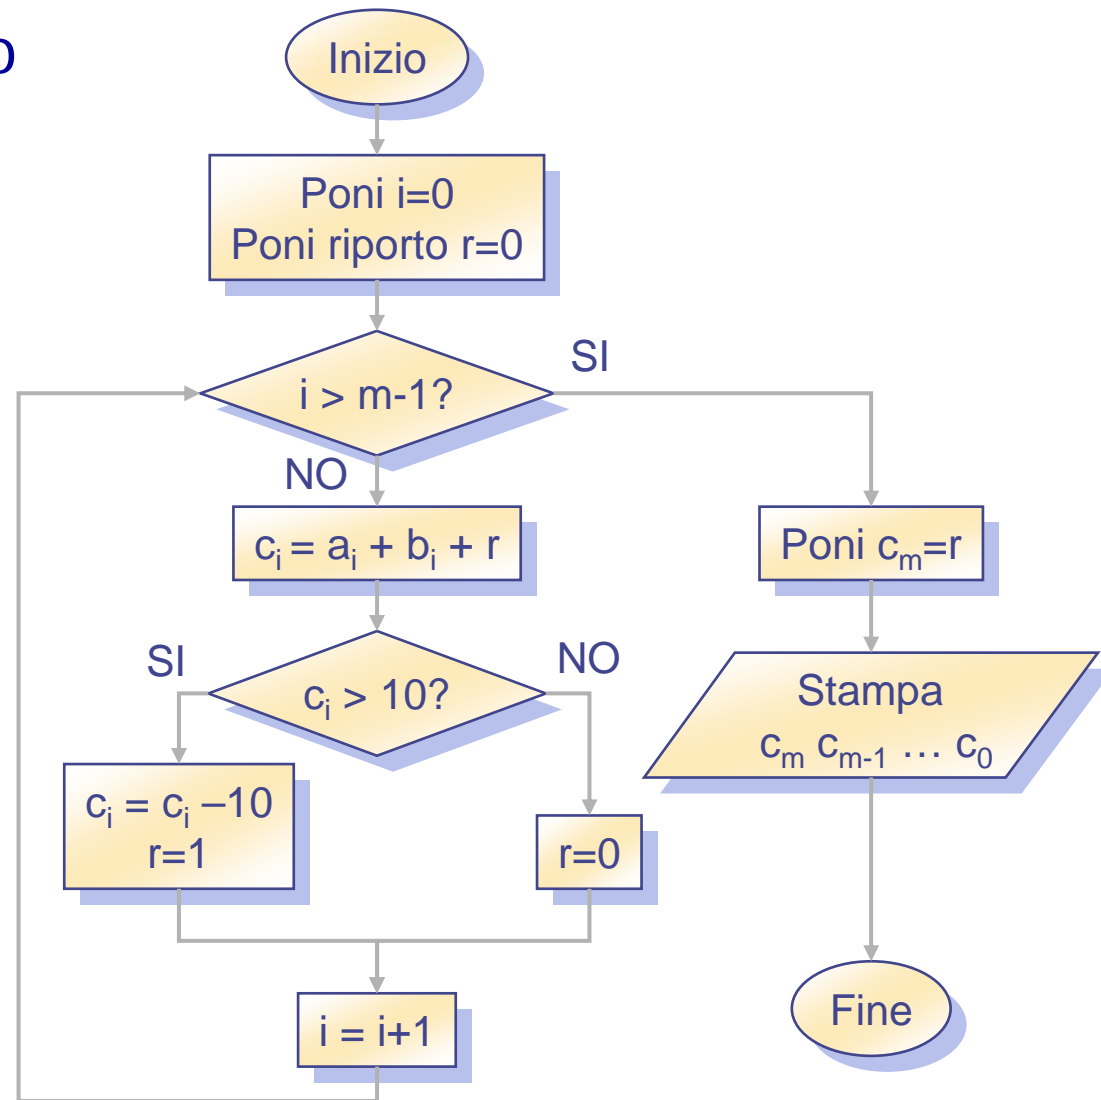 o
Inizio
Poni i=0
Poni riporto r=0
i > m-1?
SI
NO
cᵢ = aᵢ + bᵢ + r
Poni cₘ=r
SI
cᵢ > 10?
NO
Stampa
cₘ cₘ₋₁ … c₀
cᵢ = cᵢ –10
r=1
r=0
i = i+1
Fine